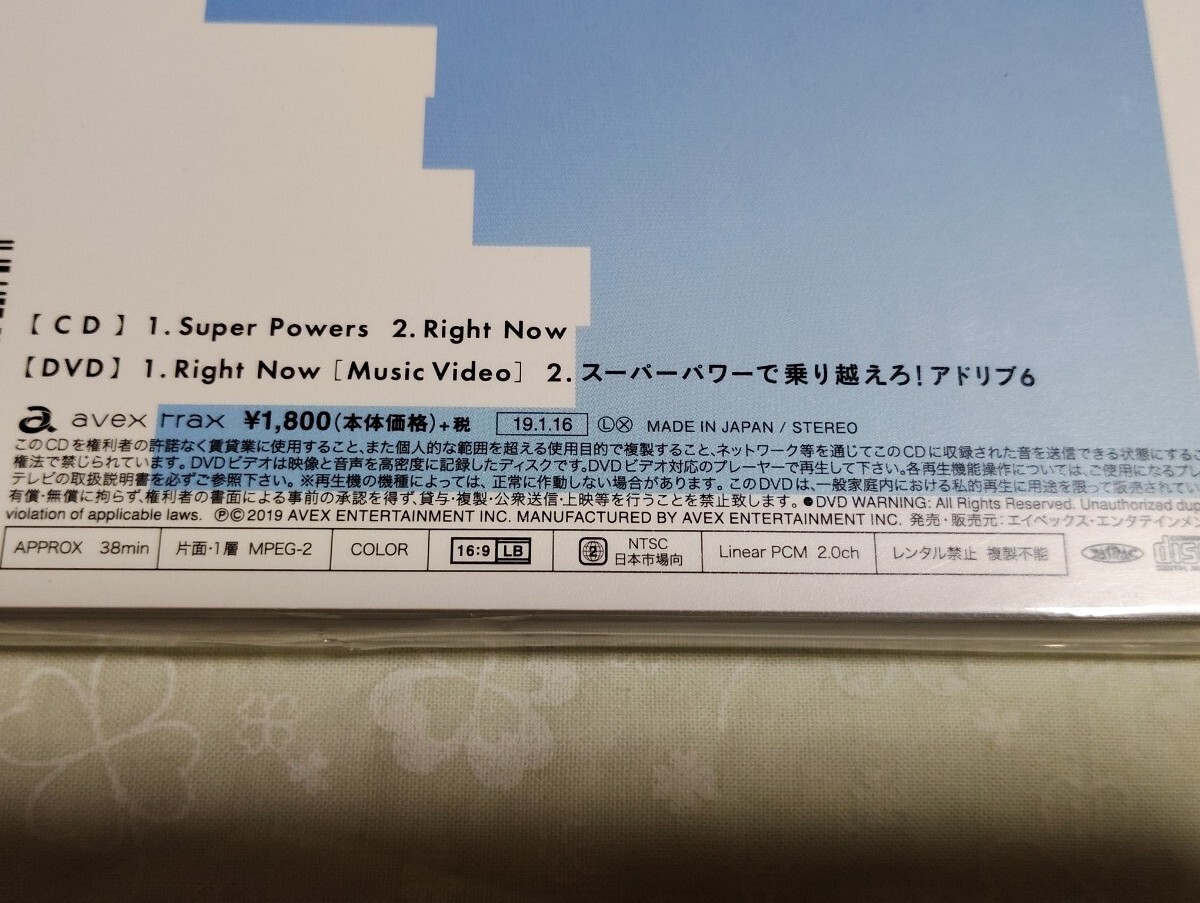 【CD】 1. Super Powers 2. Right Now
【DVD】 1. Right Now [Music Video] 2. スーパーパワーで乗り越えろ！アドリブ6
avex trax ¥1,800(本体価格)+税 19.1.16 Ⓛ MADE IN JAPAN / STEREO
このCDを権利者の許諾なく賃貸業に使用すること、また個人的な範囲を超える使用目的で複製すること、ネットワーク等を通じてこのCDに収録された音を送信できる状態にするこ
権法で禁じられています。DVDビデオは映像と音声を高密度に記録したディスクです。DVDビデオ対応のプレーヤーで再生して下さい。各再生機能操作については、ご使用になるプレ
テレビの取扱説明書を必ずご参照下さい。※再生機の機種によっては、正常に作動しない場合があります。このDVDは、一般家庭内における私的再生に用途を限って販売されてい
有償・無償に拘らず、権利者の書面による事前の承認を得ず、貸与・複製・公衆送信・上映等を行うことを禁止致します。●DVD WARNING: All Rights Reserved. Unauthorized dup
violation of applicable laws. ℗©2019 AVEX ENTERTAINMENT INC. MANUFACTURED BY AVEX ENTERTAINMENT INC. 発売・販売元：エイベックス・エンタテインメ
APPROX 38min 片面・1層 MPEG-2 COLOR 16:9 LB 2 NTSC 日本市場向 Linear PCM 2.0ch レンタル禁止 複製不能